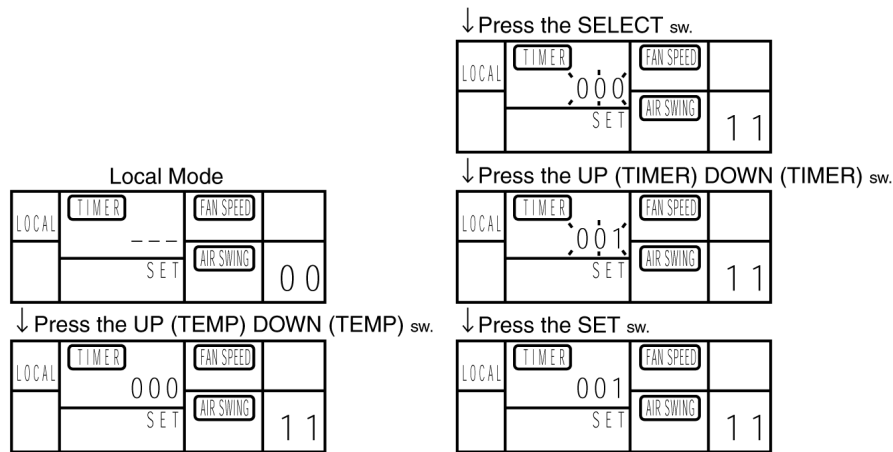 Local Mode
LOCAL TIMER FAN SPEED
---
SET AIR SWING 00
↓Press the UP (TEMP) DOWN (TEMP) sw.
LOCAL TIMER FAN SPEED
000
SET AIR SWING 11
↓Press the SELECT sw.
LOCAL TIMER FAN SPEED
000
SET AIR SWING 11
↓Press the UP (TIMER) DOWN (TIMER) sw.
LOCAL TIMER FAN SPEED
001
SET AIR SWING 11
↓Press the SET sw.
LOCAL TIMER FAN SPEED
001
SET AIR SWING 11